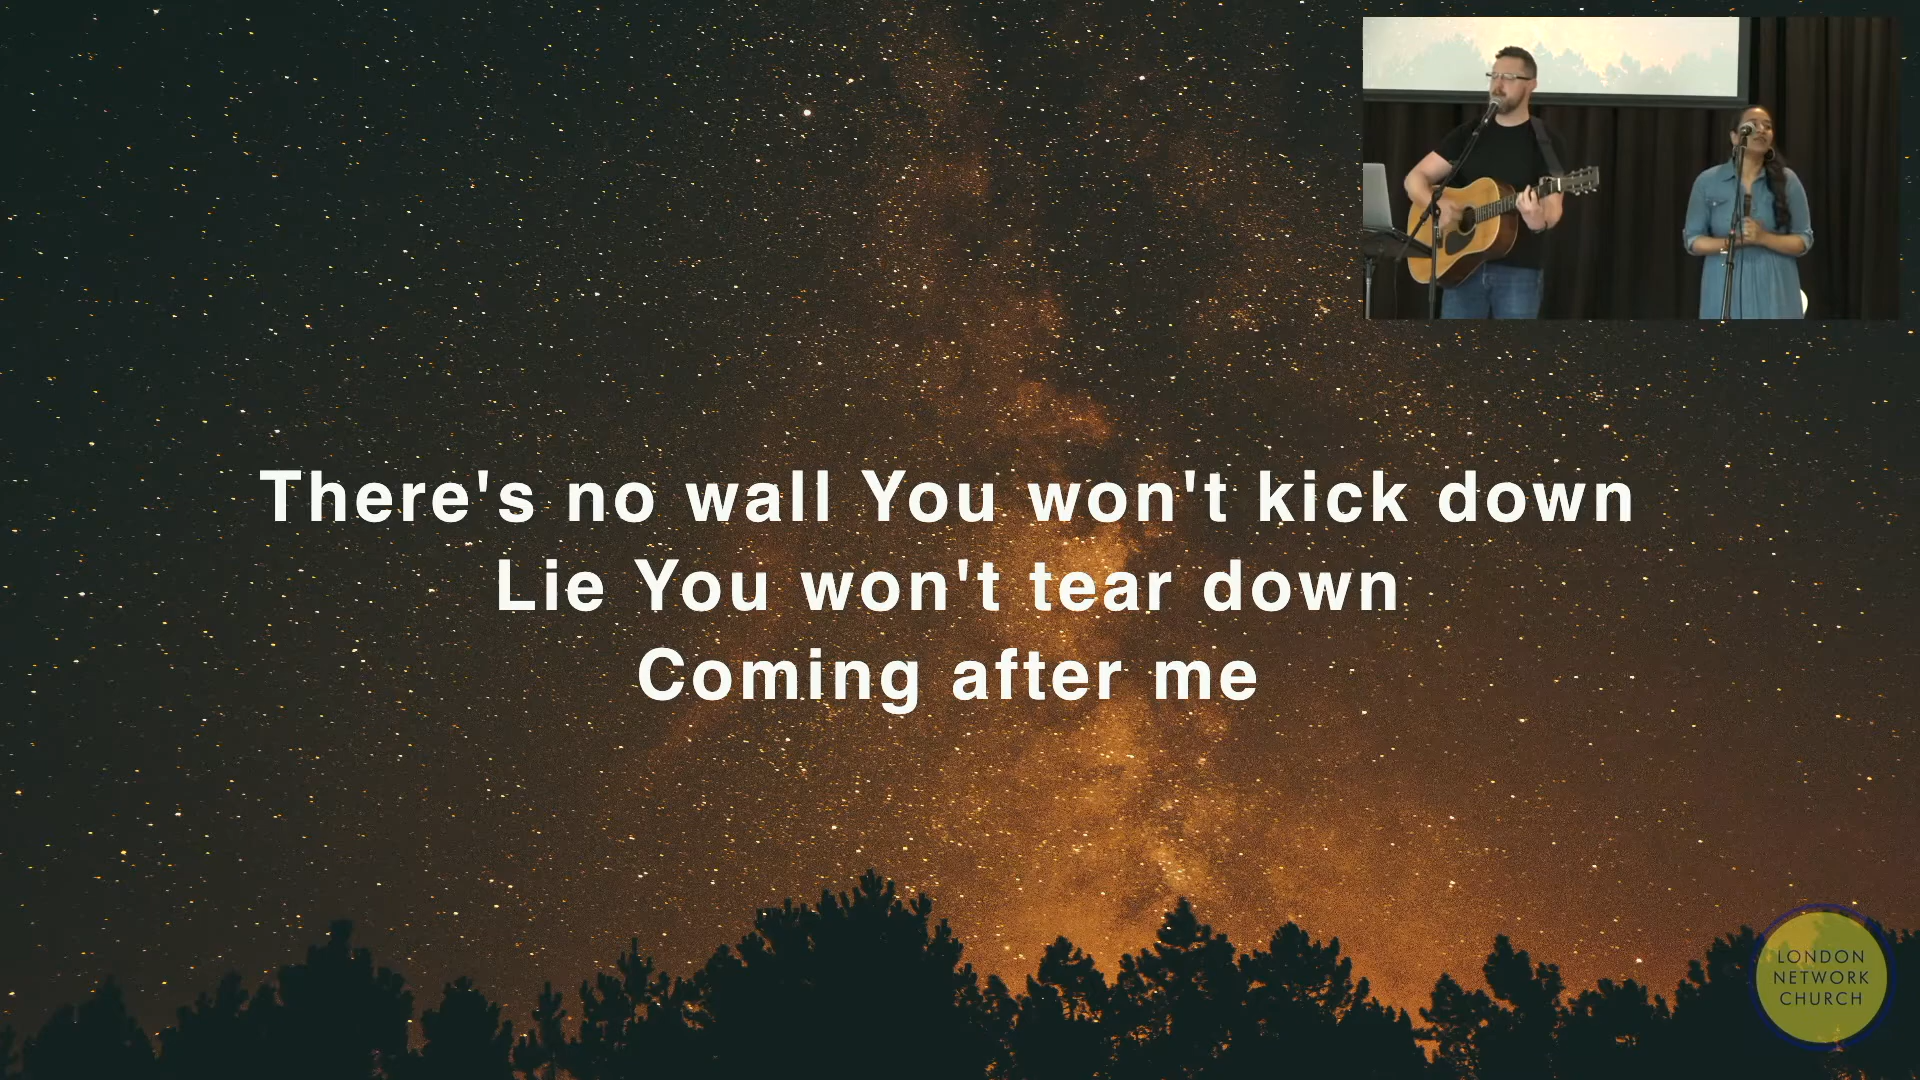 There's no wall You won't kick down
Lie You won't tear down
Coming after me
LONDON
NETWORK
CHURCH